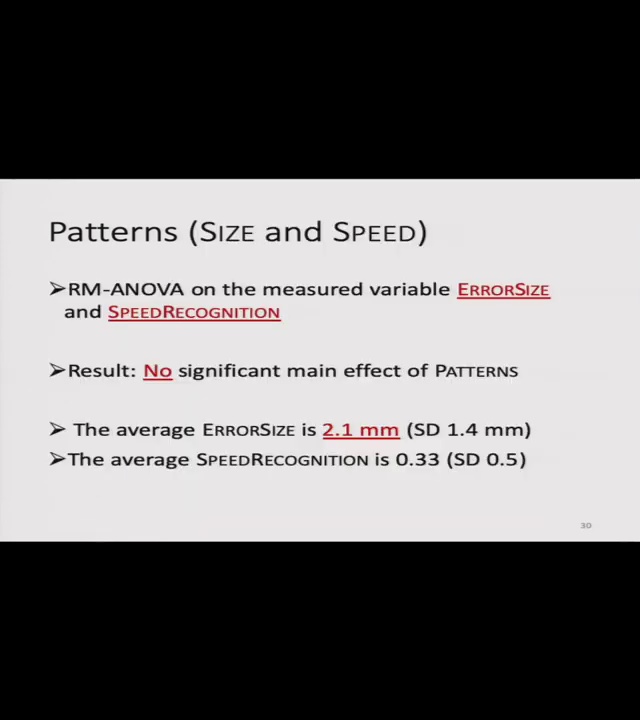 Patterns (SIZE and SPEED)
➢RM-ANOVA on the measured variable ERRORSIZE
and SPEEDRECOGNITION
➢Result: No significant main effect of PATTERNS
➢ The average ERRORSIZE is 2.1 mm (SD 1.4 mm)
➢The average SPEEDRECOGNITION is 0.33 (SD 0.5)
30